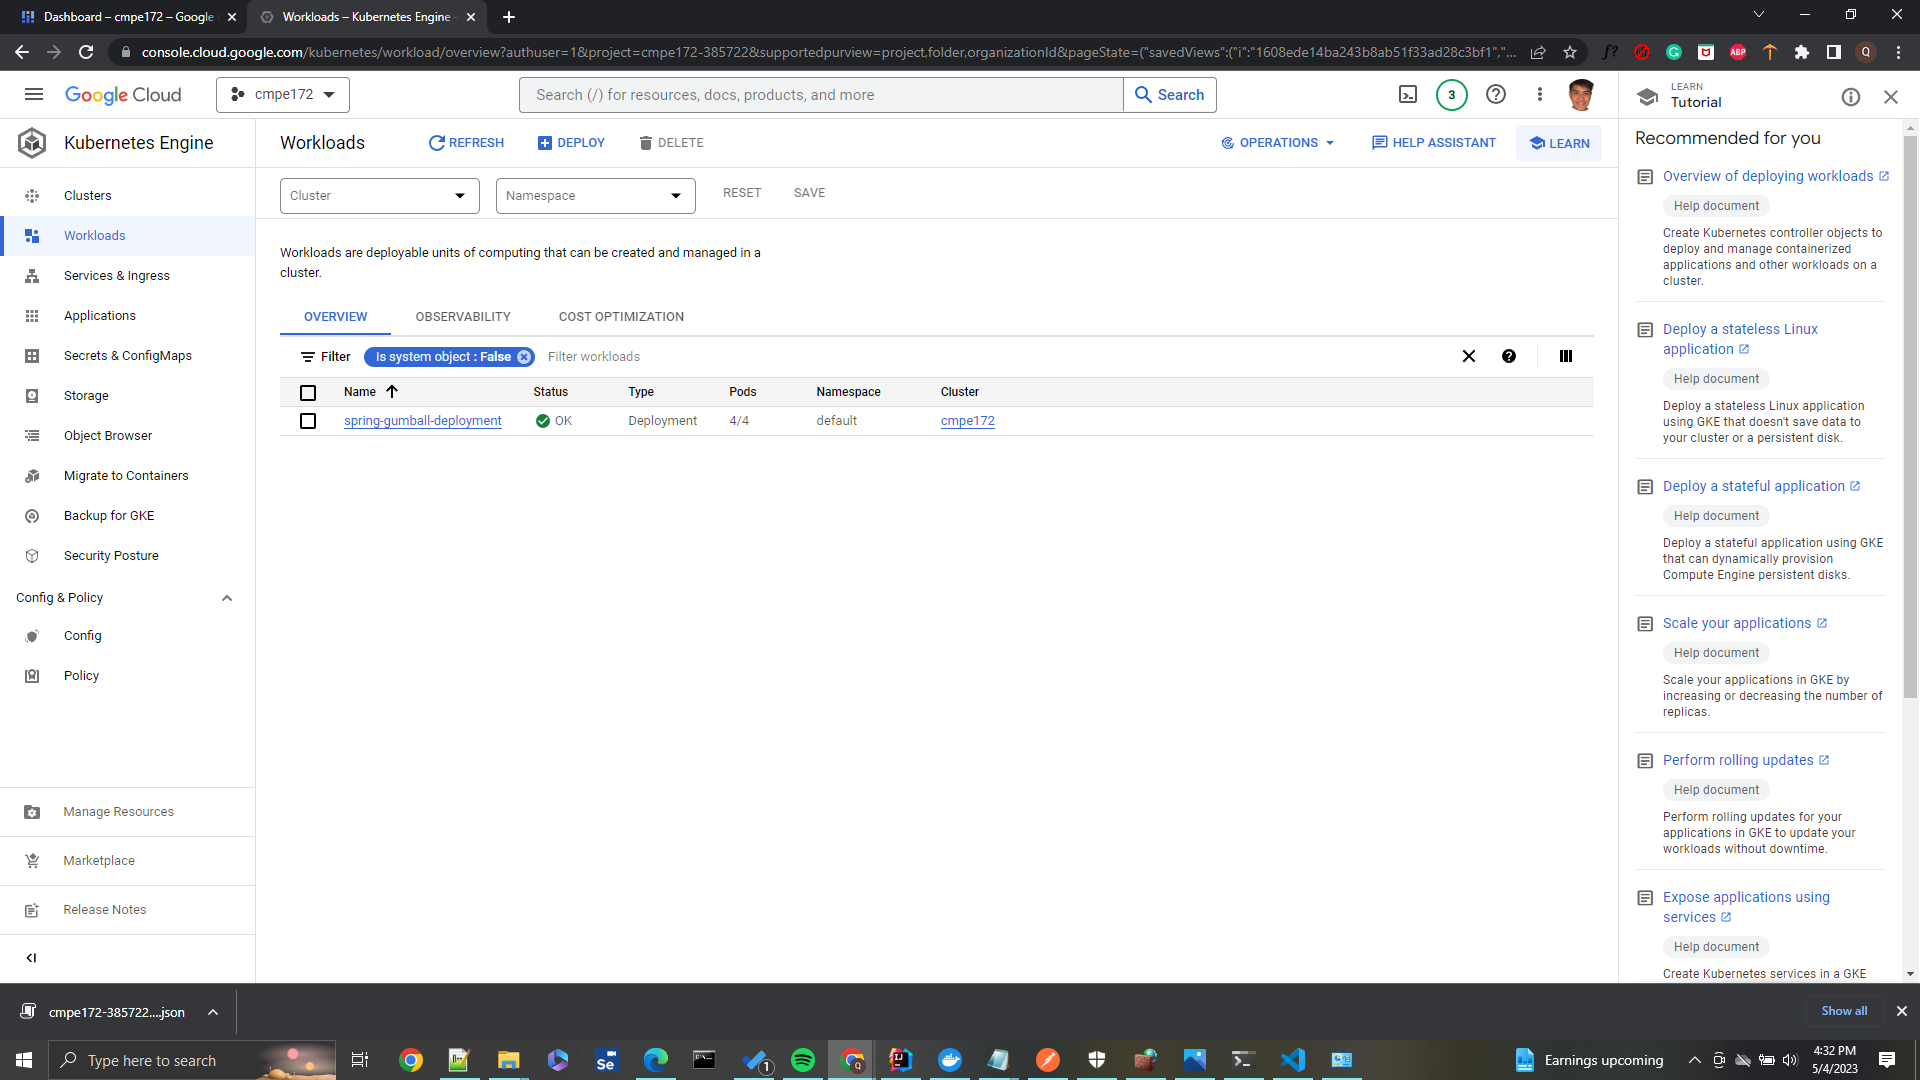 Dashboard – cmpe172 – Google
Workloads – Kubernetes Engine
console.cloud.google.com/kubernetes/workload/overview?authuser=1&project=cmpe172-385722&supportedpurview=project,folder,organizationId&pageState=("savedViews":("i":"1608ede14ba243b8ab51f33ad28c3bf1","...
f?
ABP
Q
Google Cloud
cmpe172
Search (/) for resources, docs, products, and more
Search
3
LEARN
Tutorial
Kubernetes Engine
Workloads
REFRESH
DEPLOY
DELETE
OPERATIONS
HELP ASSISTANT
LEARN
Clusters
Workloads
Services & Ingress
Applications
Secrets & ConfigMaps
Storage
Object Browser
Migrate to Containers
Backup for GKE
Security Posture
Config & Policy
Config
Policy
Manage Resources
Marketplace
Release Notes
Cluster
Namespace
RESET
SAVE
Workloads are deployable units of computing that can be created and managed in a
cluster.
OVERVIEW
OBSERVABILITY
COST OPTIMIZATION
Filter
Is system object : False
Filter workloads
Name Status Type Pods Namespace Cluster
spring-gumball-deployment OK Deployment 4/4 default cmpe172
Recommended for you
Overview of deploying workloads
Help document
Create Kubernetes controller objects to
deploy and manage containerized
applications and other workloads on a
cluster.
Deploy a stateless Linux
application
Help document
Deploy a stateless Linux application
using GKE that doesn't save data to
your cluster or a persistent disk.
Deploy a stateful application
Help document
Deploy a stateful application using GKE
that can dynamically provision
Compute Engine persistent disks.
Scale your applications
Help document
Scale your applications in GKE by
increasing or decreasing the number of
replicas.
Perform rolling updates
Help document
Perform rolling updates for your
applications in GKE to update your
workloads without downtime.
Expose applications using
services
Help document
Create Kubernetes services in a GKE
cmpe172-385722....json
Show all
Type here to search
Se
1
Q
IJ
Earnings upcoming
4:32 PM
5/4/2023